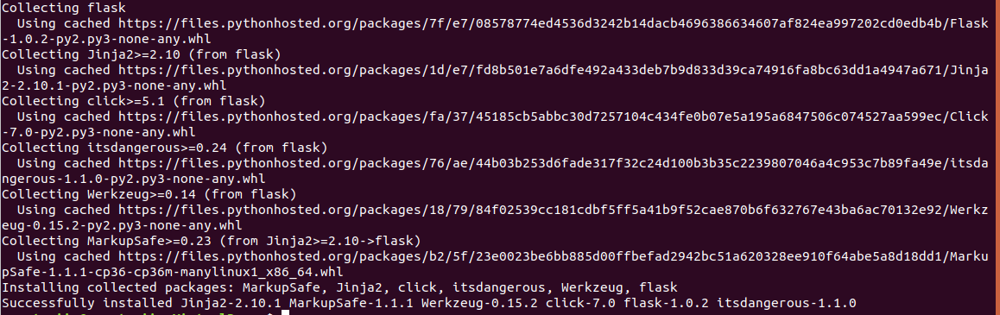 Collecting flask
  Using cached https://files.pythonhosted.org/packages/7f/e7/08578774ed4536d3242b14dacb4696386634607af824ea997202cd0edb4b/Flask
-1.0.2-py2.py3-none-any.whl
Collecting Jinja2>=2.10 (from flask)
  Using cached https://files.pythonhosted.org/packages/1d/e7/fd8b501e7a6dfe492a433deb7b9d833d39ca74916fa8bc63dd1a4947a671/Jinja
2-2.10.1-py2.py3-none-any.whl
Collecting click>=5.1 (from flask)
  Using cached https://files.pythonhosted.org/packages/fa/37/45185cb5abbc30d7257104c434fe0b07e5a195a6847506c074527aa599ec/Click
-7.0-py2.py3-none-any.whl
Collecting itsdangerous>=0.24 (from flask)
  Using cached https://files.pythonhosted.org/packages/76/ae/44b03b253d6fade317f32c24d100b3b35c2239807046a4c953c7b89fa49e/itsda
ngerous-1.1.0-py2.py3-none-any.whl
Collecting Werkzeug>=0.14 (from flask)
  Using cached https://files.pythonhosted.org/packages/18/79/84f02539cc181cdbf5ff5a41b9f52cae870b6f632767e43ba6ac70132e92/Werkz
eug-0.15.2-py2.py3-none-any.whl
Collecting MarkupSafe>=0.23 (from Jinja2>=2.10->flask)
  Using cached https://files.pythonhosted.org/packages/b2/5f/23e0023be6bb885d00ffbefad2942bc51a620328ee910f64abe5a8d18dd1/Marku
pSafe-1.1.1-cp36-cp36m-manylinux1_x86_64.whl
Installing collected packages: MarkupSafe, Jinja2, click, itsdangerous, Werkzeug, flask
Successfully installed Jinja2-2.10.1 MarkupSafe-1.1.1 Werkzeug-0.15.2 click-7.0 flask-1.0.2 itsdangerous-1.1.0